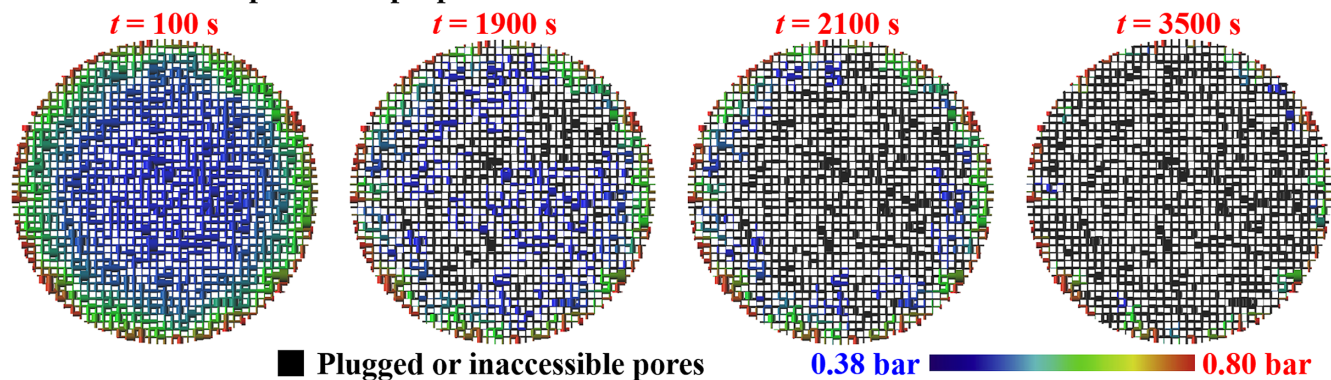 t = 100 s
t = 1900 s
t = 2100 s
t = 3500 s
Plugged or inaccessible pores
0.38 bar
0.80 bar